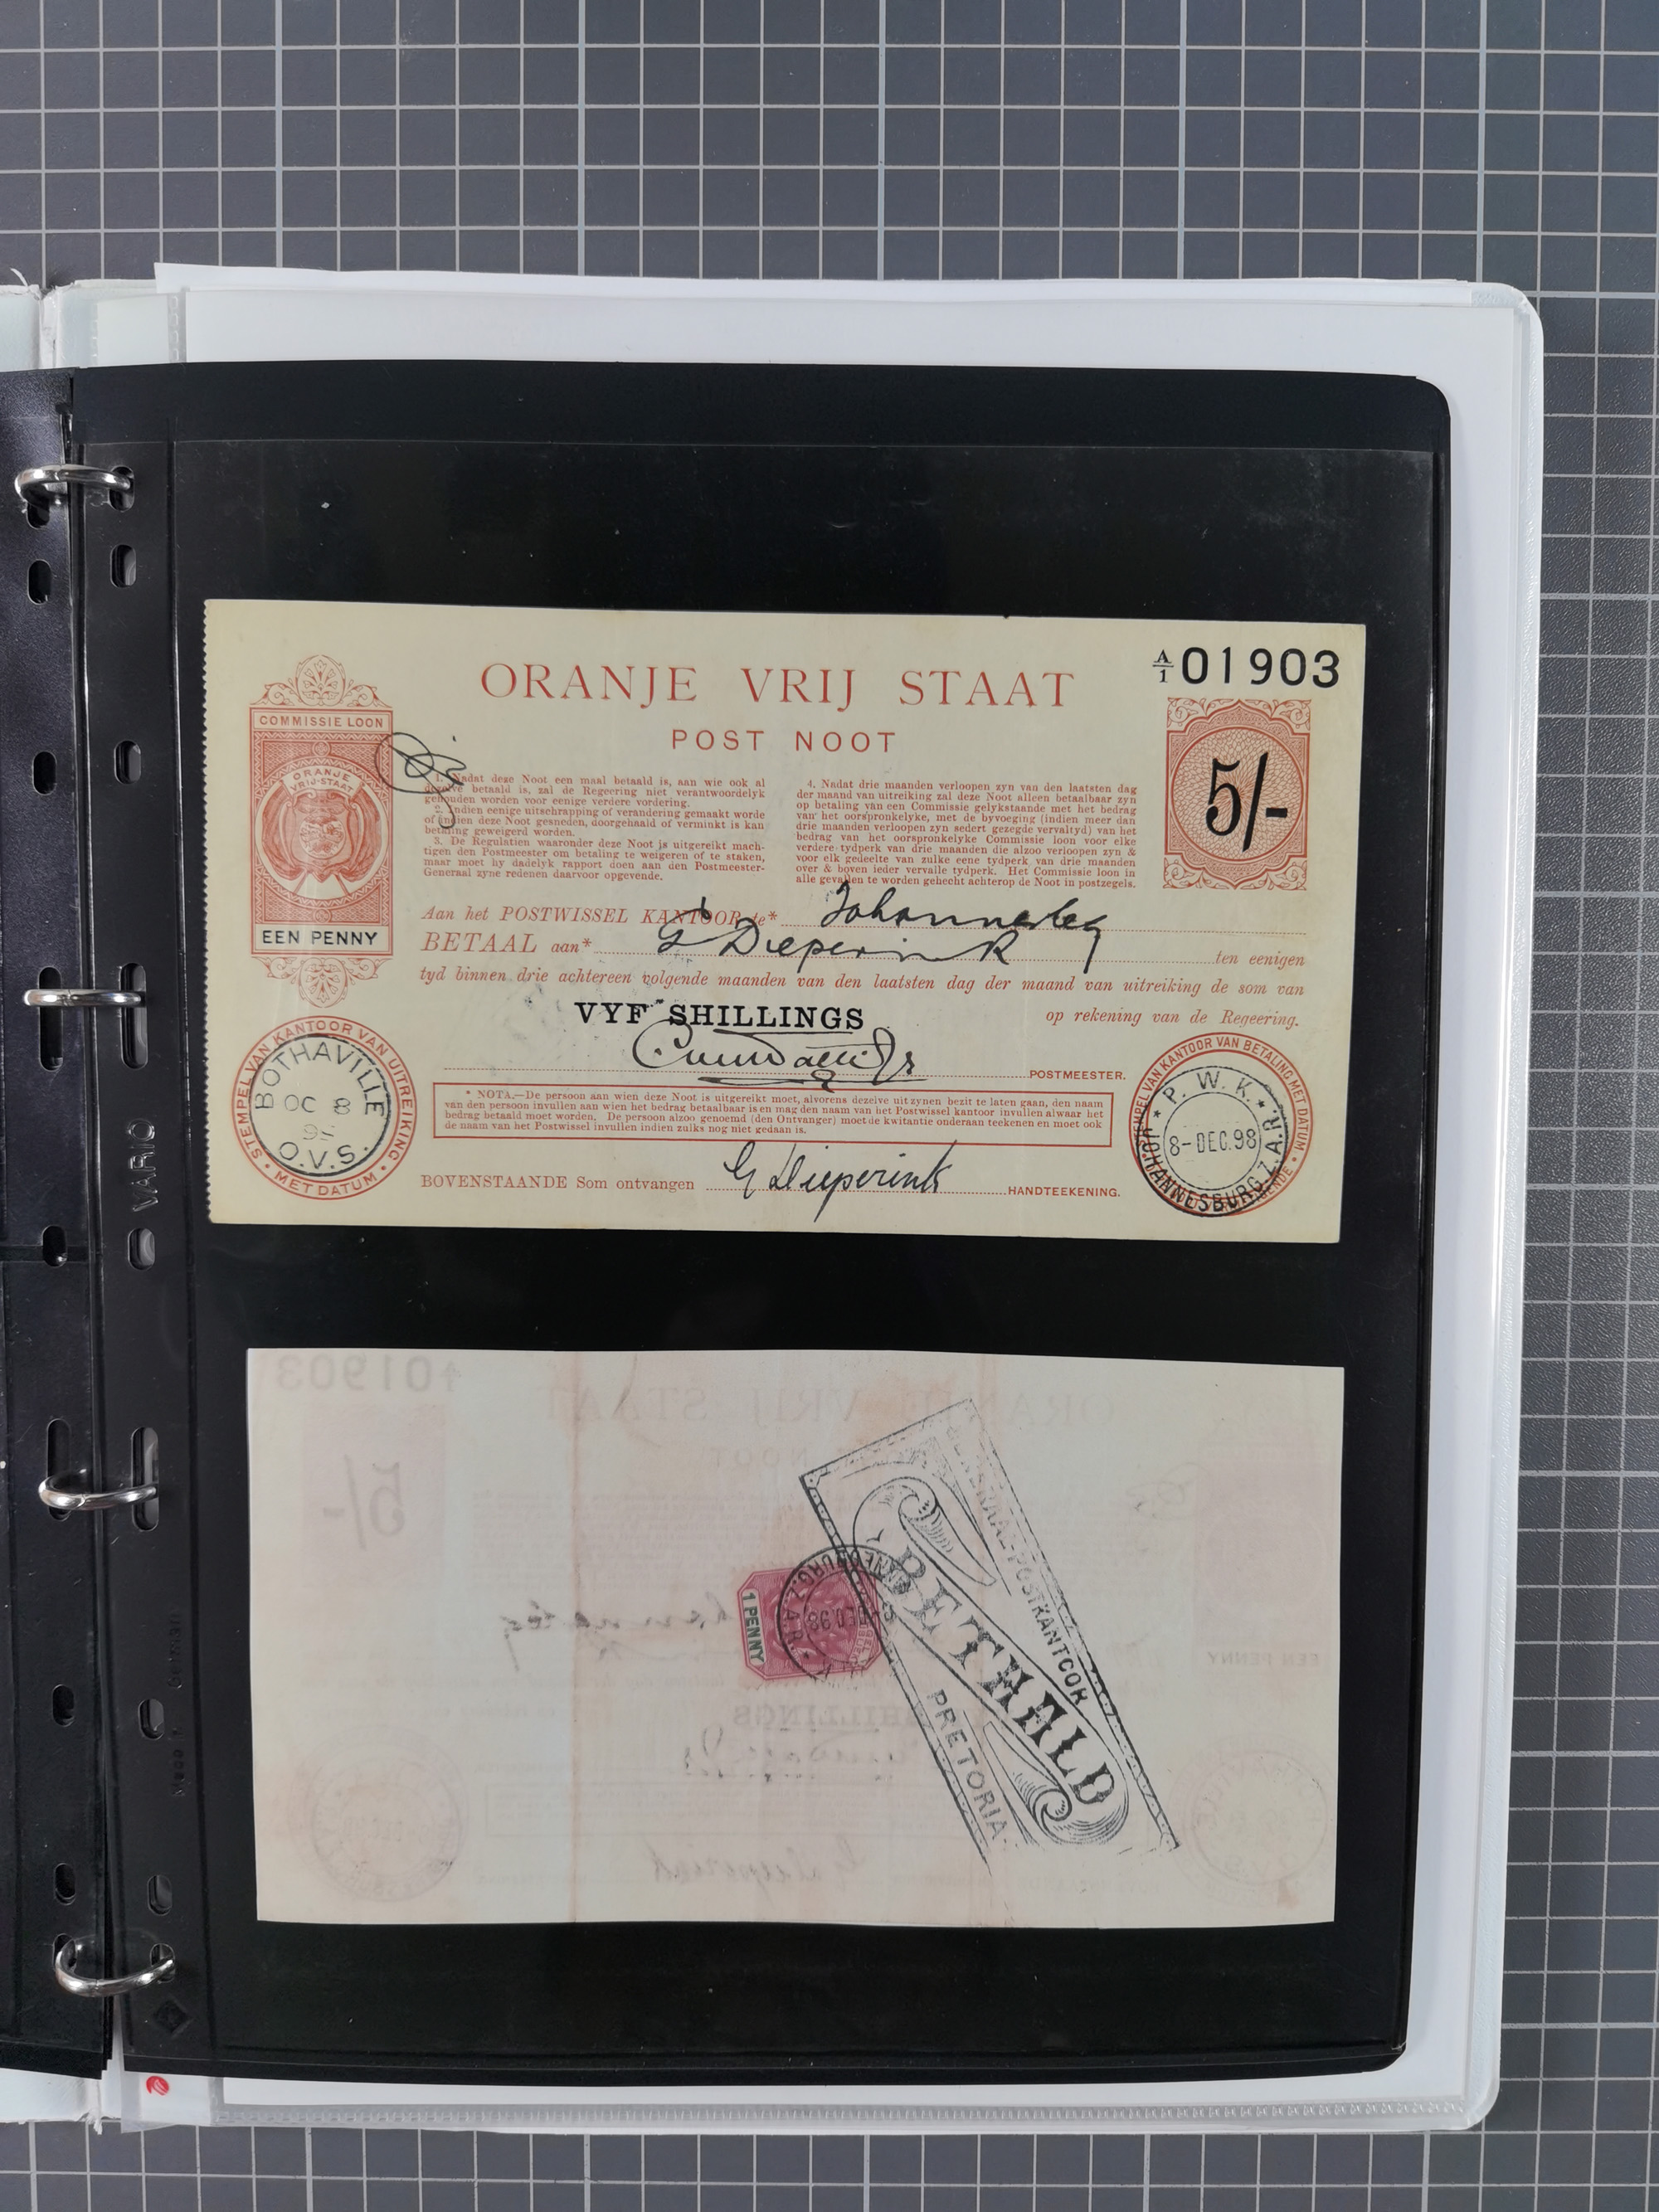 A/1 01903
ORANJE VRIJ STAAT
POST NOOT
COMMISSIE LOON
ORANJE
VRIJ-STAAT
EEN PENNY
5/-
1. Nadat deze Noot een maal betaald is, aan wie ook al
dezelve betaald is, zal de Regeering niet verantwoordelyk
gehouden worden voor eenige verdere vordering.
2. Indien eenige uitschrapping of verandering gemaakt worde
of indien deze Noot gesneden, doorgehaald of verminkt is kan
betaling geweigerd worden.
3. De Regulatien waaronder deze Noot is uitgereikt mach-
tigen den Postmeester om betaling te weigeren of te staken,
maar moet hy dadelyk rapport doen aan den Postmeester-
Generaal zyne redenen daarvoor opgevende.
4. Nadat drie maanden verloopen zyn van den laatsten dag
der maand van uitreiking zal deze Noot alleen betaalbaar zyn
op betaling van een Commissie gelykstaande met het bedrag
van het oorspronkelyke, met de byvoeging (indien meer dan
drie maanden verloopen zyn sedert gezegde vervaltyd) van het
bedrag van het oorspronkelyke Commissie loon voor elke
verdere tydperk van drie maanden die alzoo verloopen zyn &
voor elk gedeelte van zulke eene tydperk van drie maanden
over & boven ieder vervalle tydperk. Het Commissie loon in
alle gevallen te worden gehecht achterop de Noot in postzegels.
Aan het POSTWISSEL KANTOOR te* Johannesbg
BETAAL aan* G Dieperink ten eenigen
tyd binnen drie achtereen volgende maanden van den laatsten dag der maand van uitreiking de som van
VYF SHILLINGS op rekening van de Regeering.
POSTMEESTER.
* NOTA.—De persoon aan wien deze Noot is uitgereikt moet, alvorens dezelve uit zynen bezit te laten gaan, den naam
van den persoon invullen aan wien het bedrag betaalbaar is en mag den naam van het Postwissel kantoor invullen alwaar het
bedrag betaald moet worden. De persoon alzoo genoemd (den Ontvanger) moet de kwitantie onderaan teekenen en moet ook
de naam van het Postwissel invullen indien zulks nog niet gedaan is.
BOVENSTAANDE Som ontvangen G Dieperink HANDTEEKENING.
STEMPEL VAN KANTOOR VAN UITREIKING
MET DATUM
BOTHAVILLE
OC 8
O.V.S.
STEMPEL VAN KANTOOR VAN BETALING MET DATUM
P. W. K.
8-DEC.98
JOHANNESBURG. Z.A.R.
GENERAAL-POSTKANTOOR
BETAALD
PRETORIA
1 PENNY
DEC.98
Z.A.R.
VARIO